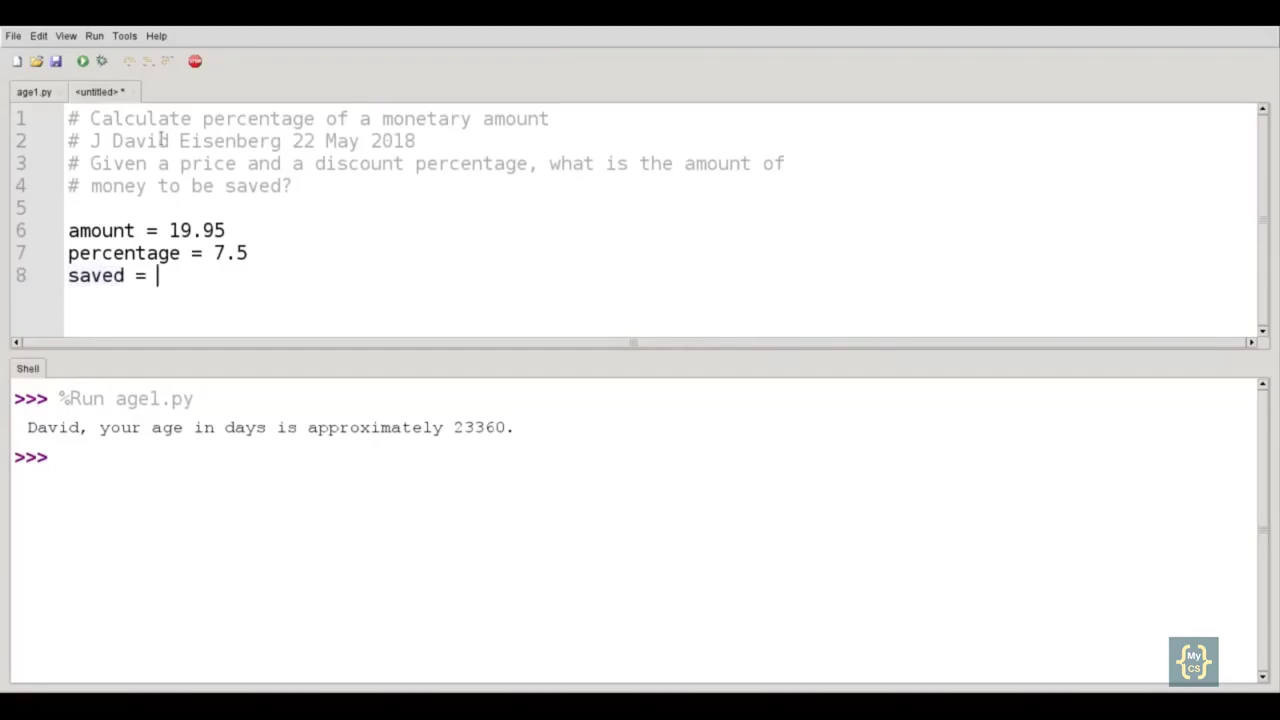 File Edit View Run Tools Help
STOP
age1.py <untitled> *
1 # Calculate percentage of a monetary amount
2 # J David Eisenberg 22 May 2018
3 # Given a price and a discount percentage, what is the amount of
4 # money to be saved?
5
6 amount = 19.95
7 percentage = 7.5
8 saved =
Shell
>>> %Run age1.py
David, your age in days is approximately 23360.
>>>
{My}
CS